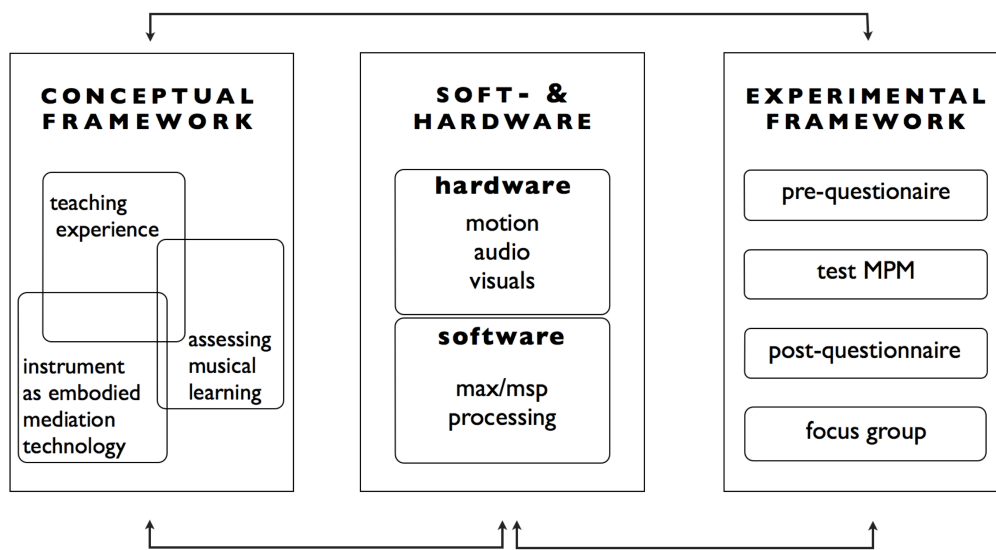 CONCEPTUAL
FRAMEWORK
teaching
experience
assessing
musical
learning
instrument
as embodied
mediation
technology
SOFT- &
HARDWARE
hardware
motion
audio
visuals
software
max/msp
processing
EXPERIMENTAL
FRAMEWORK
pre-questionaire
test MPM
post-questionnaire
focus group